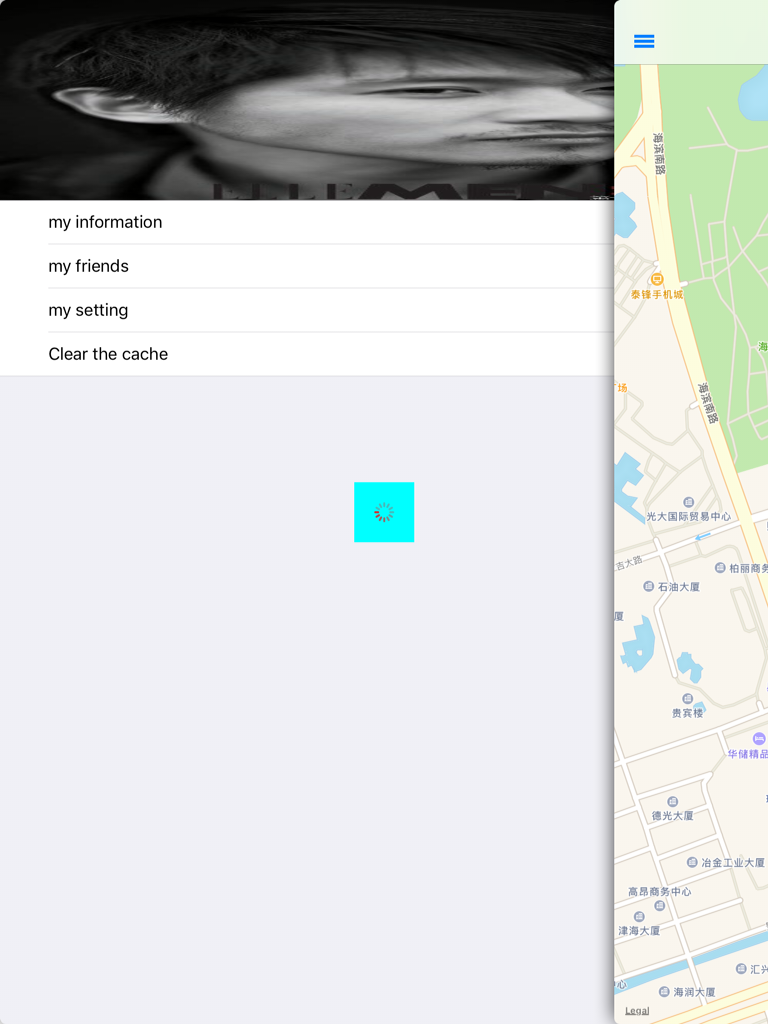 ELLEMEN
my information
my friends
my setting
Clear the cache
海滨南路
泰锋手机城
海
场
海滨南路
光大国际贸易中心
吉大路
柏丽商务
石油大厦
厦
贵宾楼
华储精品
德光大厦
冶金工业大厦
高昂商务中心
津海大厦
汇兴
心
海润大厦
Legal